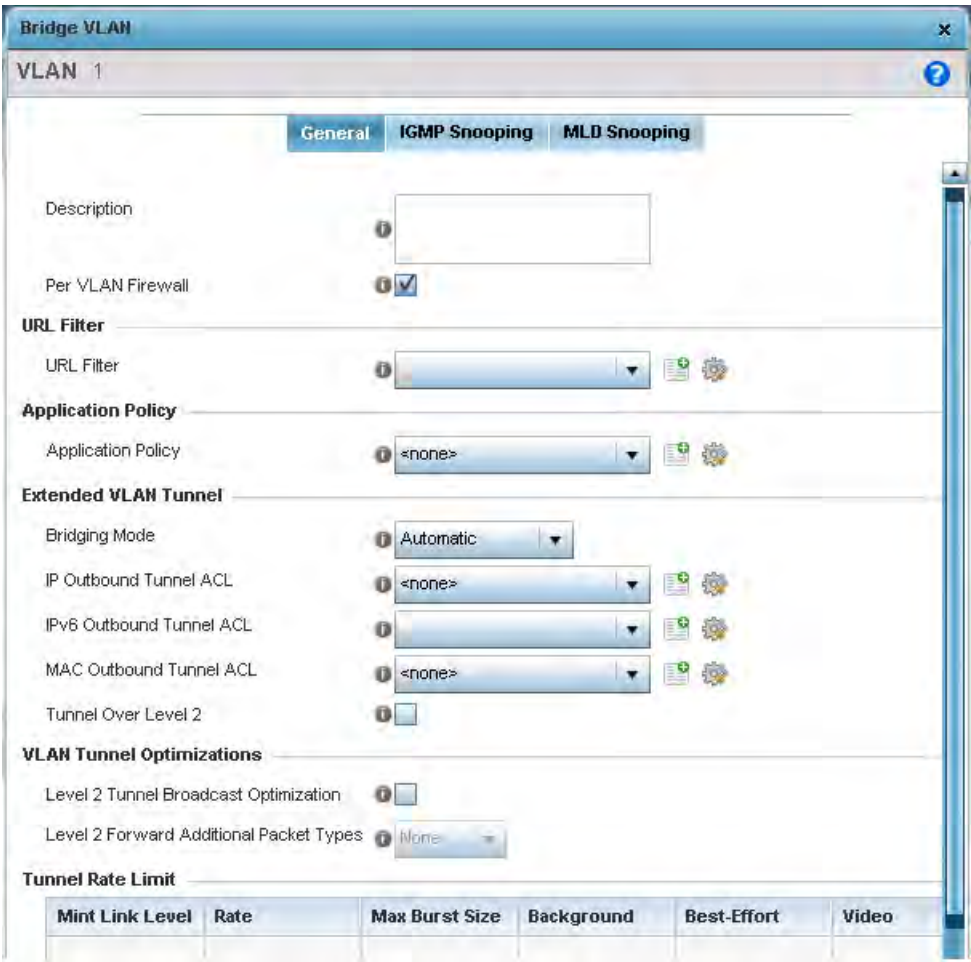 Bridge VLAN
VLAN 1
General IGMP Snooping MLD Snooping
Description
Per VLAN Firewall
URL Filter
URL Filter
Application Policy
Application Policy <none>
Extended VLAN Tunnel
Bridging Mode Automatic
IP Outbound Tunnel ACL <none>
IPv6 Outbound Tunnel ACL
MAC Outbound Tunnel ACL <none>
Tunnel Over Level 2
VLAN Tunnel Optimizations
Level 2 Tunnel Broadcast Optimization
Level 2 Forward Additional Packet Types None
Tunnel Rate Limit
Mint Link Level Rate Max Burst Size Background Best-Effort Video